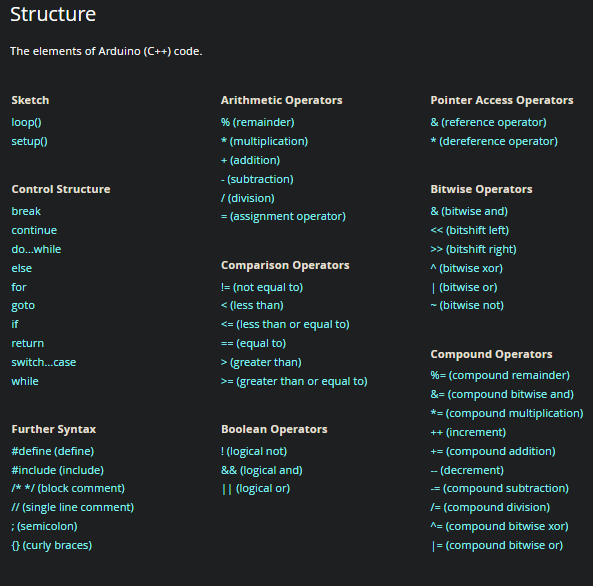 Structure
The elements of Arduino (C++) code.
Sketch
loop()
setup()
Control Structure
break
continue
do...while
else
for
goto
if
return
switch...case
while
Further Syntax
#define (define)
#include (include)
/* */ (block comment)
// (single line comment)
; (semicolon)
{} (curly braces)
Arithmetic Operators
% (remainder)
* (multiplication)
+ (addition)
- (subtraction)
/ (division)
= (assignment operator)
Comparison Operators
!= (not equal to)
< (less than)
<= (less than or equal to)
== (equal to)
> (greater than)
>= (greater than or equal to)
Boolean Operators
! (logical not)
&& (logical and)
|| (logical or)
Pointer Access Operators
& (reference operator)
* (dereference operator)
Bitwise Operators
& (bitwise and)
<< (bitshift left)
>> (bitshift right)
^ (bitwise xor)
| (bitwise or)
~ (bitwise not)
Compound Operators
%= (compound remainder)
&= (compound bitwise and)
*= (compound multiplication)
++ (increment)
+= (compound addition)
-- (decrement)
-= (compound subtraction)
/= (compound division)
^= (compound bitwise xor)
|= (compound bitwise or)